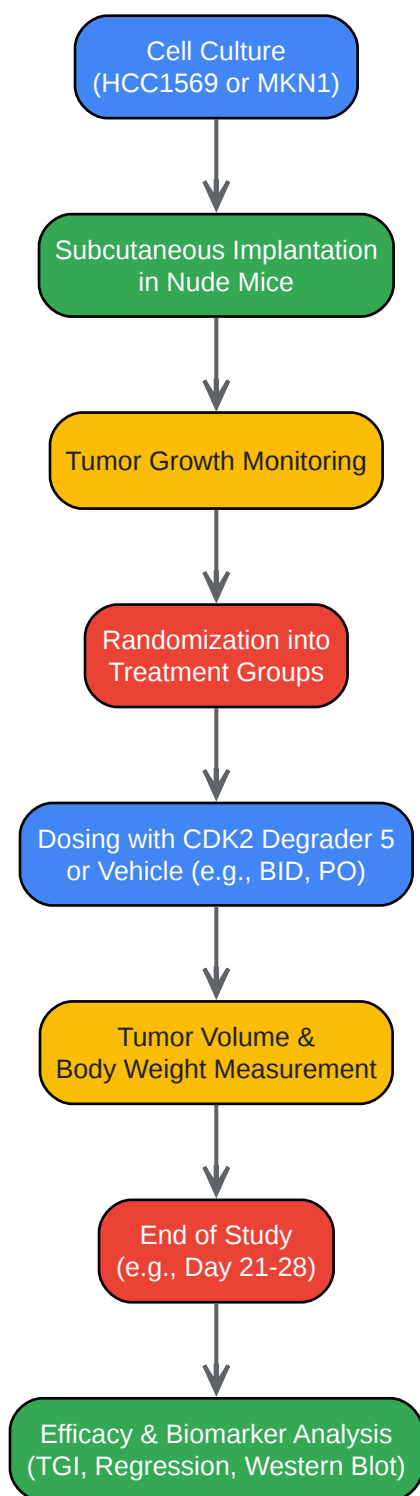 Cell Culture
(HCC1569 or MKN1)
Subcutaneous Implantation
in Nude Mice
Tumor Growth Monitoring
Randomization into
Treatment Groups
Dosing with CDK2 Degrader 5
or Vehicle (e.g., BID, PO)
Tumor Volume &
Body Weight Measurement
End of Study
(e.g., Day 21-28)
Efficacy & Biomarker Analysis
(TGI, Regression, Western Blot)